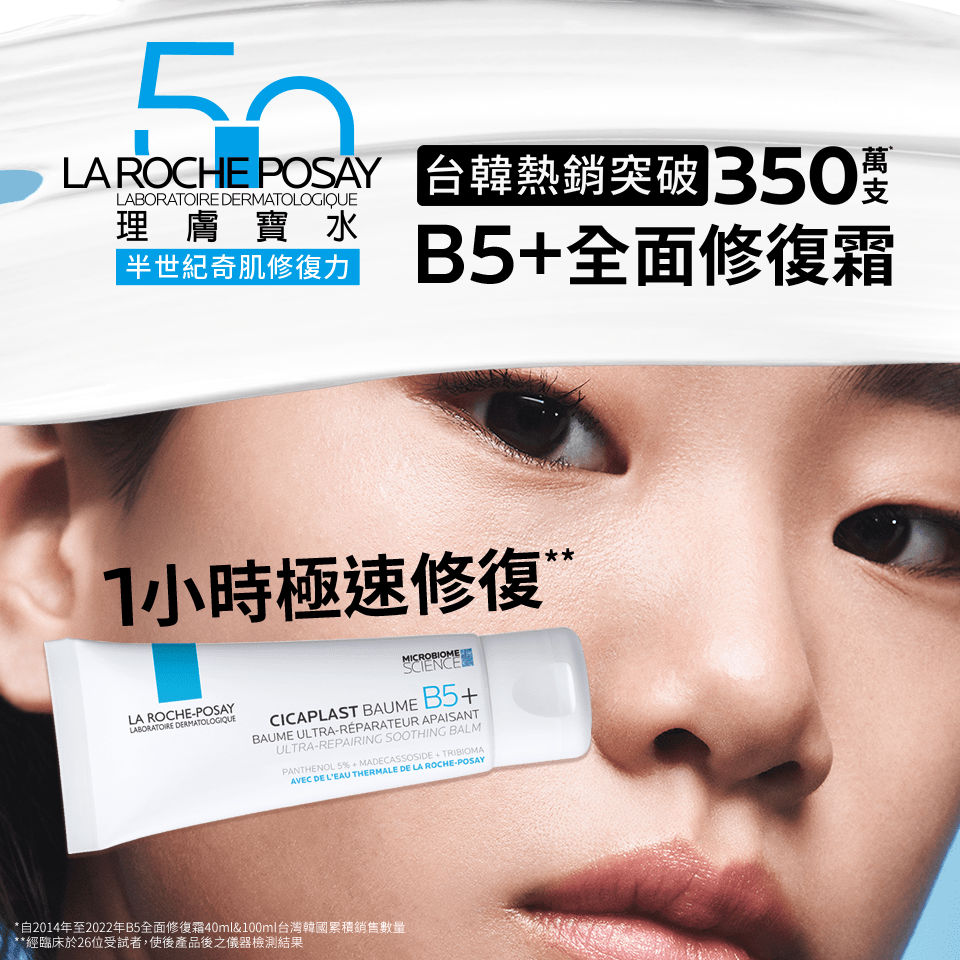 50
LA ROCHE POSAY
LABORATOIRE DERMATOLOGIQUE
理膚寶水
半世紀奇肌修復力
台韓熱銷突破350萬*支
B5+全面修復霜
1小時極速修復**
MICROBIOME
SCIENCE
LA ROCHE-POSAY
LABORATOIRE DERMATOLOGIQUE
CICAPLAST BAUME B5+
BAUME ULTRA-RÉPARATEUR APAISANT
ULTRA-REPAIRING SOOTHING BALM
PANTHENOL 5% + MADECASSOSIDE + TRIBIOMA
AVEC DE L'EAU THERMALE DE LA ROCHE-POSAY
*自2014年至2022年B5全面修復霜40ml&100ml台灣韓國累積銷售數量
**經臨床於26位受試者,使後產品後之儀器檢測結果